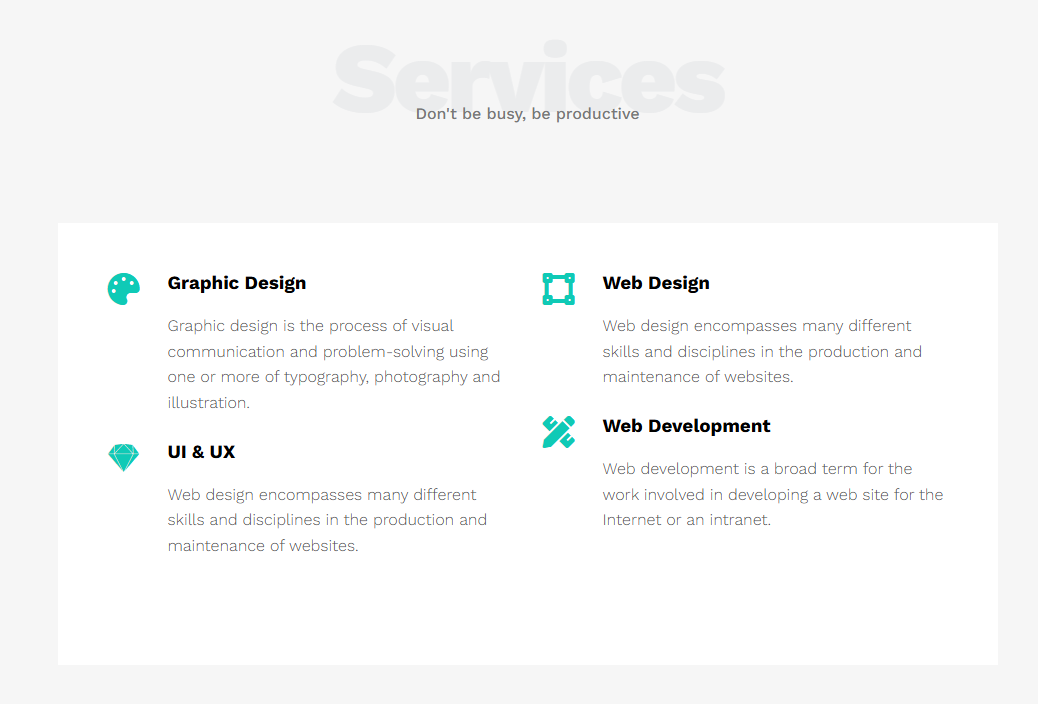 Services
Don't be busy, be productive
Graphic Design
Graphic design is the process of visual
communication and problem-solving using
one or more of typography, photography and
illustration.
UI & UX
Web design encompasses many different
skills and disciplines in the production and
maintenance of websites.
Web Design
Web design encompasses many different
skills and disciplines in the production and
maintenance of websites.
Web Development
Web development is a broad term for the
work involved in developing a web site for the
Internet or an intranet.